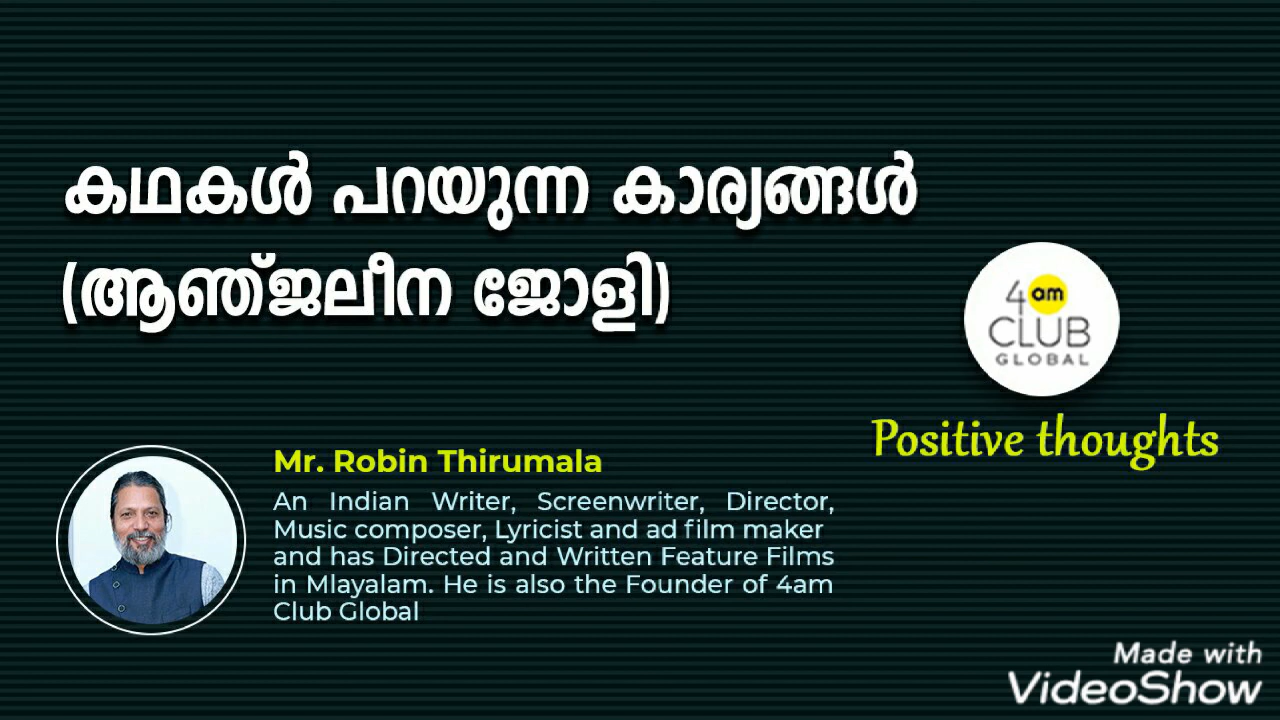 കഥകൾ പറയുന്ന കാര്യങ്ങൾ
(ആഞ്ജലീന ജോളി)
4 am
CLUB
GLOBAL
Positive thoughts
Mr. Robin Thirumala
An Indian Writer, Screenwriter, Director,
Music composer, Lyricist and ad film maker
and has Directed and Written Feature Films
in Mlayalam. He is also the Founder of 4am
Club Global
Made with
VideoShow